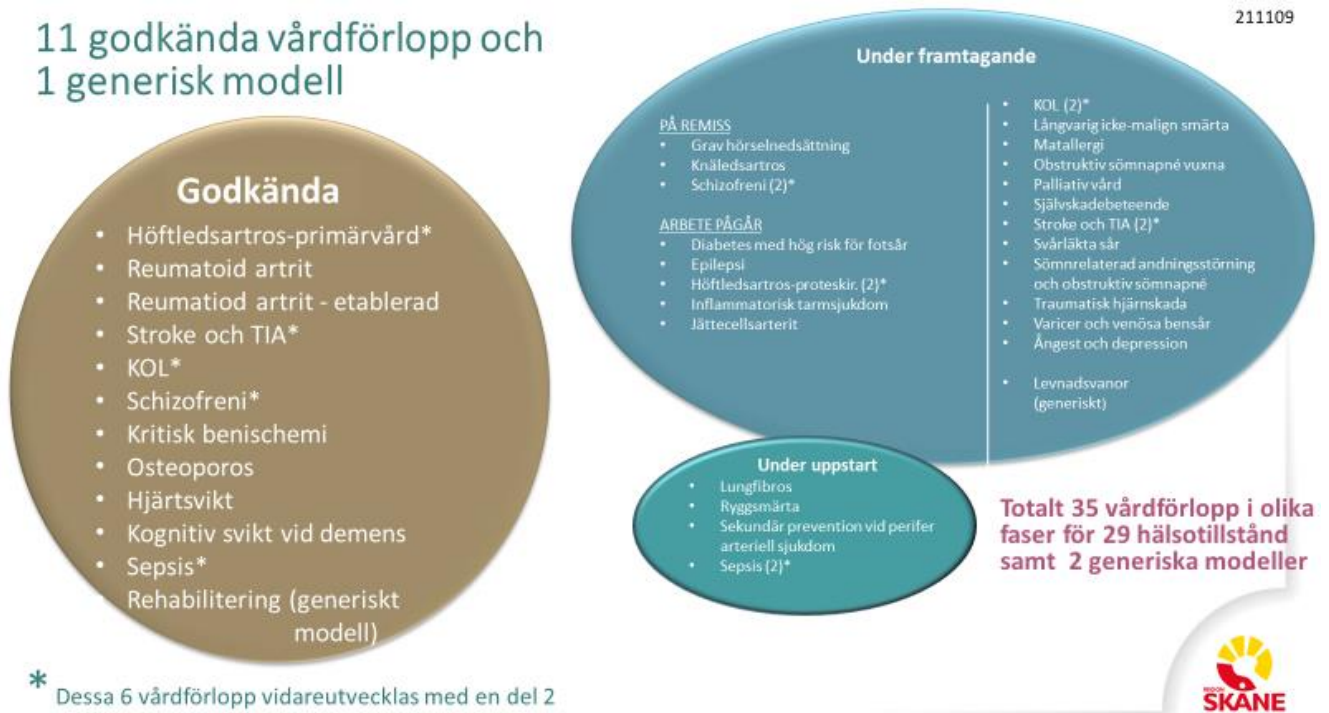 211109
11 godkända vårdförlopp och
1 generisk modell
Godkända
• Höftledsartros-primärvård*
• Reumatoid artrit
• Reumatiod artrit - etablerad
• Stroke och TIA*
• KOL*
• Schizofreni*
• Kritisk benischemi
• Osteoporos
• Hjärtsvikt
• Kognitiv svikt vid demens
• Sepsis*
Rehabilitering (generiskt
modell)
* Dessa 6 vårdförlopp vidareutvecklas med en del 2
Under framtagande
PÅ REMISS
• Grav hörselnedsättning
• Knäledsartros
• Schizofreni (2)*
ARBETE PÅGÅR
• Diabetes med hög risk för fotsår
• Epilepsi
• Höftledsartros-proteskir. (2)*
• Inflammatorisk tarmsjukdom
• Jättecellsarterit
• KOL (2)*
• Långvarig icke-malign smärta
• Matallergi
• Obstruktiv sömnapné vuxna
• Palliativ vård
• Självskadebeteende
• Stroke och TIA (2)*
• Svårläkta sår
• Sömnrelaterad andningsstörning
och obstruktiv sömnapné
• Traumatisk hjärnskada
• Varicer och venösa bensår
• Ångest och depression
• Levnadsvanor
(generiskt)
Under uppstart
• Lungfibros
• Ryggsmärta
• Sekundär prevention vid perifer
arteriell sjukdom
• Sepsis (2)*
Totalt 35 vårdförlopp i olika
faser för 29 hälsotillstånd
samt 2 generiska modeller
REGION
SKÅNE